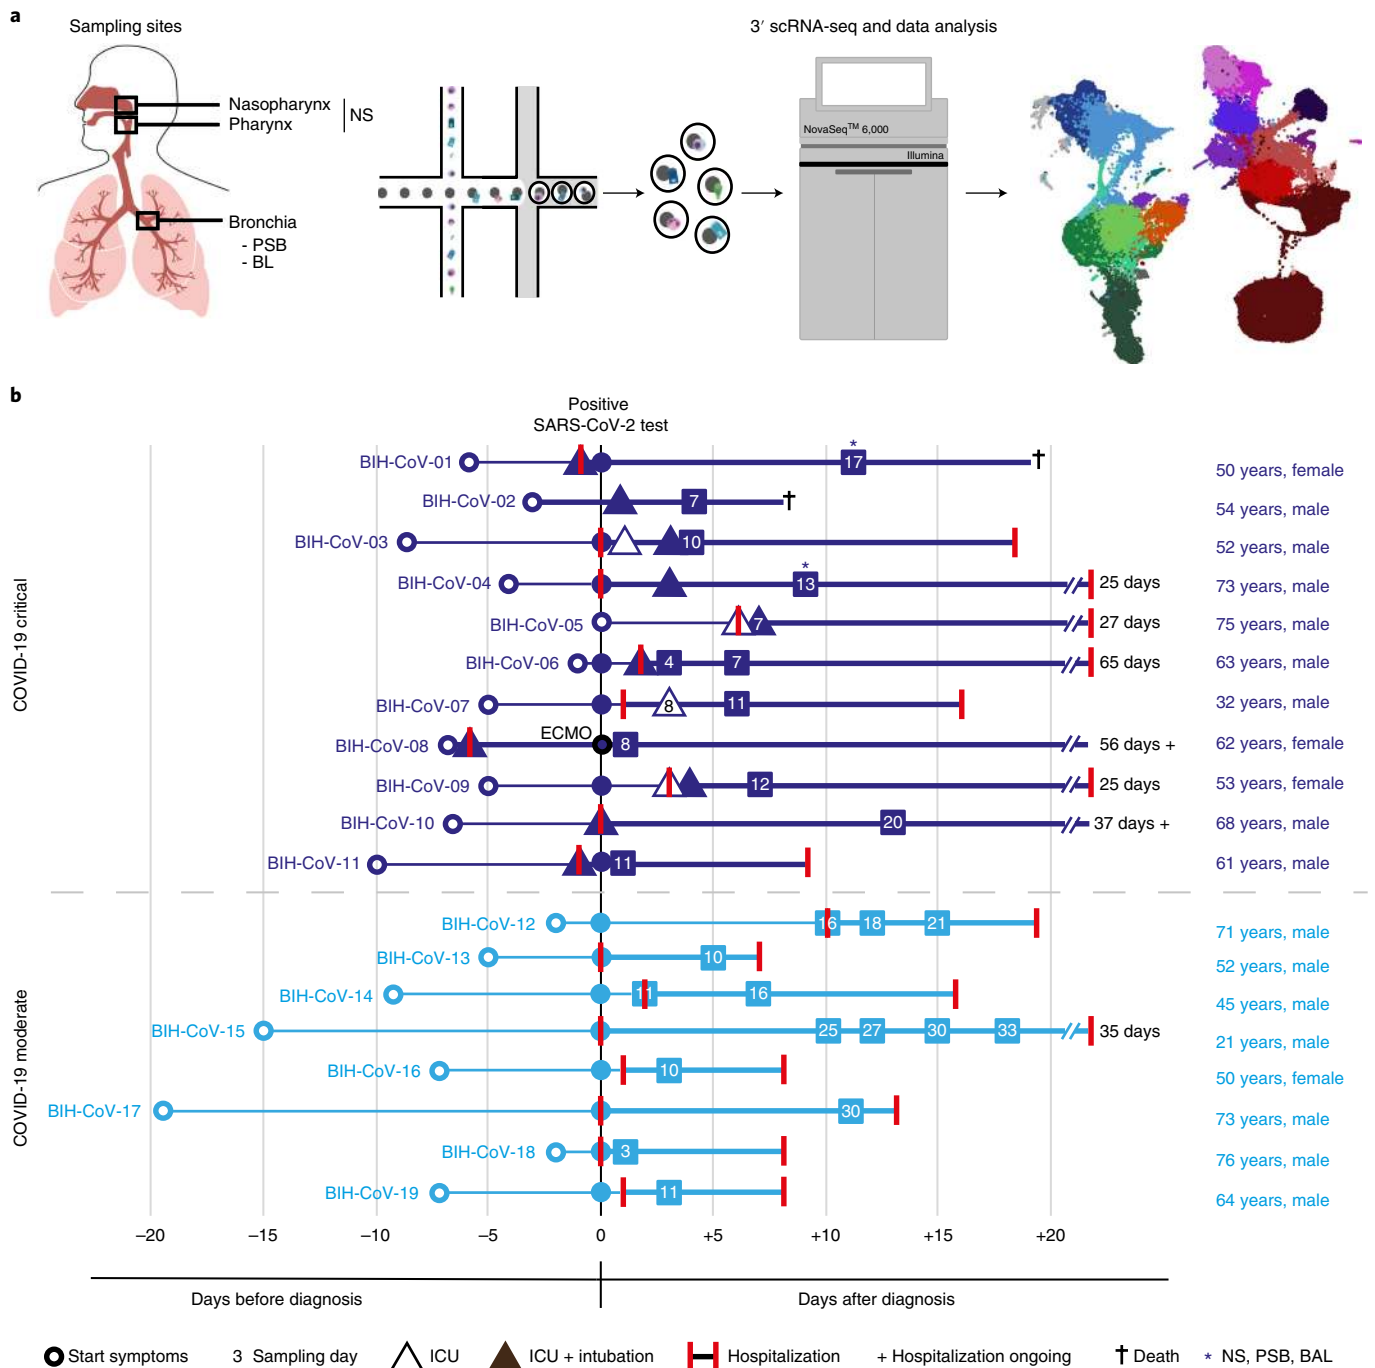 a
Sampling sites
3′ scRNA-seq and data analysis
Nasopharynx
Pharynx
NS
Bronchia
- PSB
- BL
NovaSeq™ 6,000
Illumina
b
Positive
SARS-CoV-2 test
COVID-19 critical
BIH-CoV-01 17 * † 50 years, female
BIH-CoV-02 7 † 54 years, male
BIH-CoV-03 10 52 years, male
BIH-CoV-04 13 * 25 days 73 years, male
BIH-CoV-05 7 27 days 75 years, male
BIH-CoV-06 4 7 65 days 63 years, male
BIH-CoV-07 8 11 32 years, male
BIH-CoV-08 ECMO 8 56 days + 62 years, female
BIH-CoV-09 12 25 days 53 years, female
BIH-CoV-10 20 37 days + 68 years, male
BIH-CoV-11 11 61 years, male
COVID-19 moderate
BIH-CoV-12 16 18 21 71 years, male
BIH-CoV-13 10 52 years, male
BIH-CoV-14 11 16 45 years, male
BIH-CoV-15 25 27 30 33 35 days 21 years, male
BIH-CoV-16 10 50 years, female
BIH-CoV-17 30 73 years, male
BIH-CoV-18 3 76 years, male
BIH-CoV-19 11 64 years, male
–20 –15 –10 –5 0 +5 +10 +15 +20
Days before diagnosis Days after diagnosis
Start symptoms 3 Sampling day ICU ICU + intubation Hospitalization + Hospitalization ongoing † Death * NS, PSB, BAL